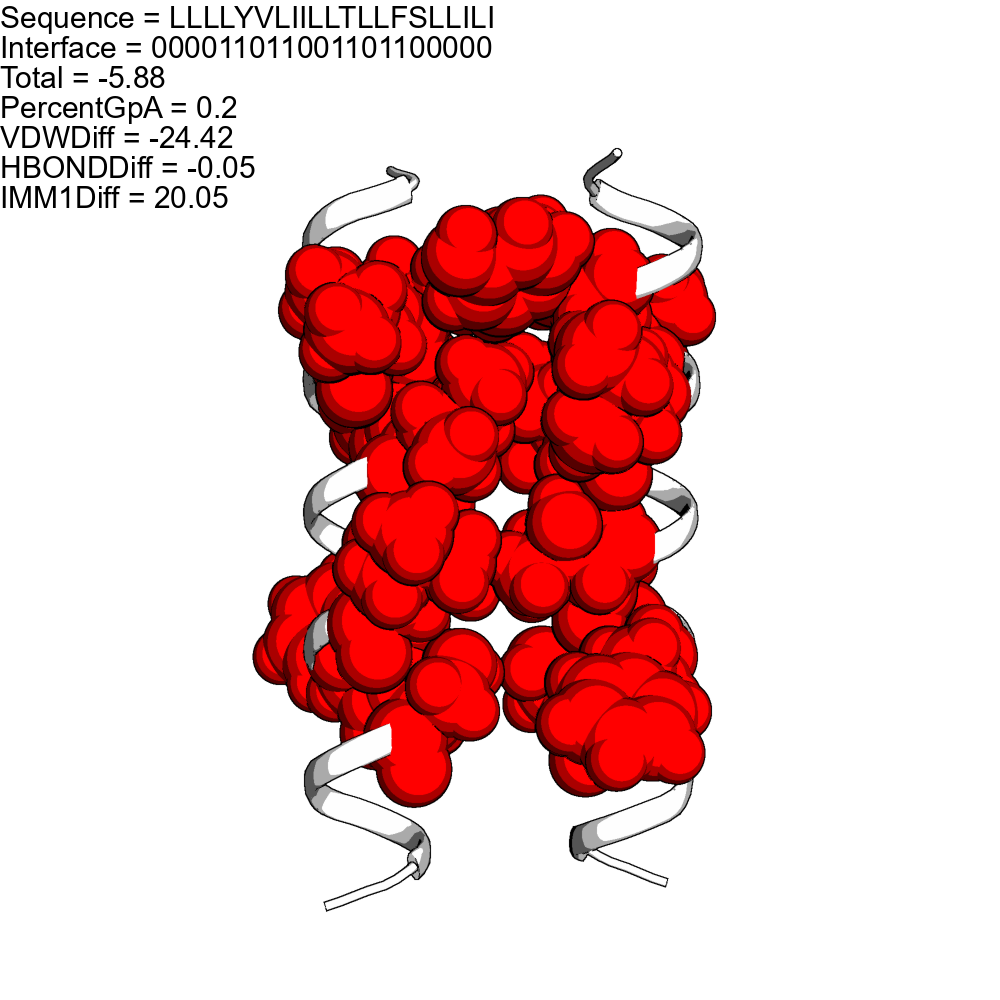 Sequence = LLLLYVLIILLTLLFSLLILI
Interface = 000011011001101100000
Total = -5.88
PercentGpA = 0.2
VDWDiff = -24.42
HBONDDiff = -0.05
IMM1Diff = 20.05